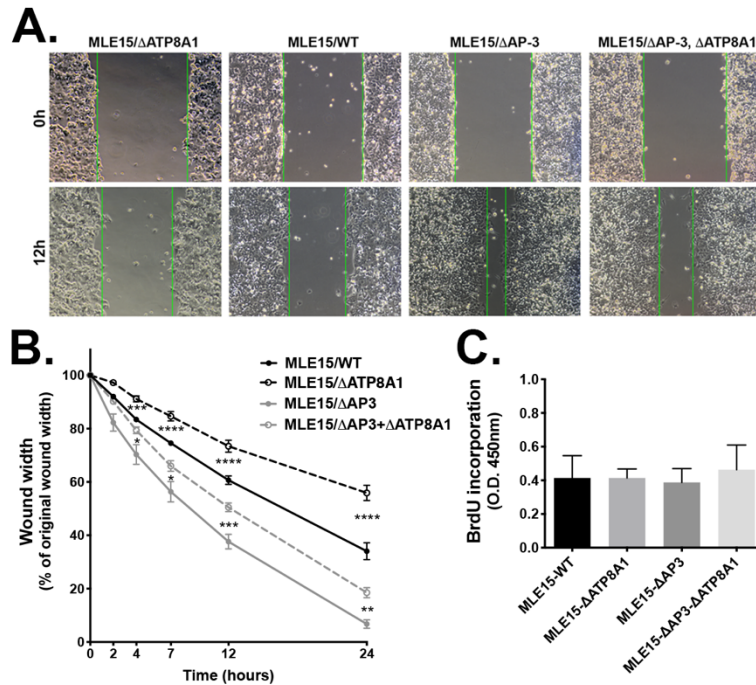 A.
MLE15/ΔATP8A1
MLE15/WT
MLE15/ΔAP-3
MLE15/ΔAP-3, ΔATP8A1
0h
12h
B.
Wound width
(% of original wound width)
100
80
60
40
20
0
0
2
4
7
12
24
Time (hours)
MLE15/WT
MLE15/ΔATP8A1
MLE15/ΔAP3
MLE15/ΔAP3+ΔATP8A1
***
*
****
*
****
***
****
**
C.
BrdU incorporation
(O.D. 450nm)
1.0
0.8
0.6
0.4
0.2
0.0
MLE15-WT
MLE15-ΔATP8A1
MLE15-ΔAP3
MLE15-ΔAP3-ΔATP8A1